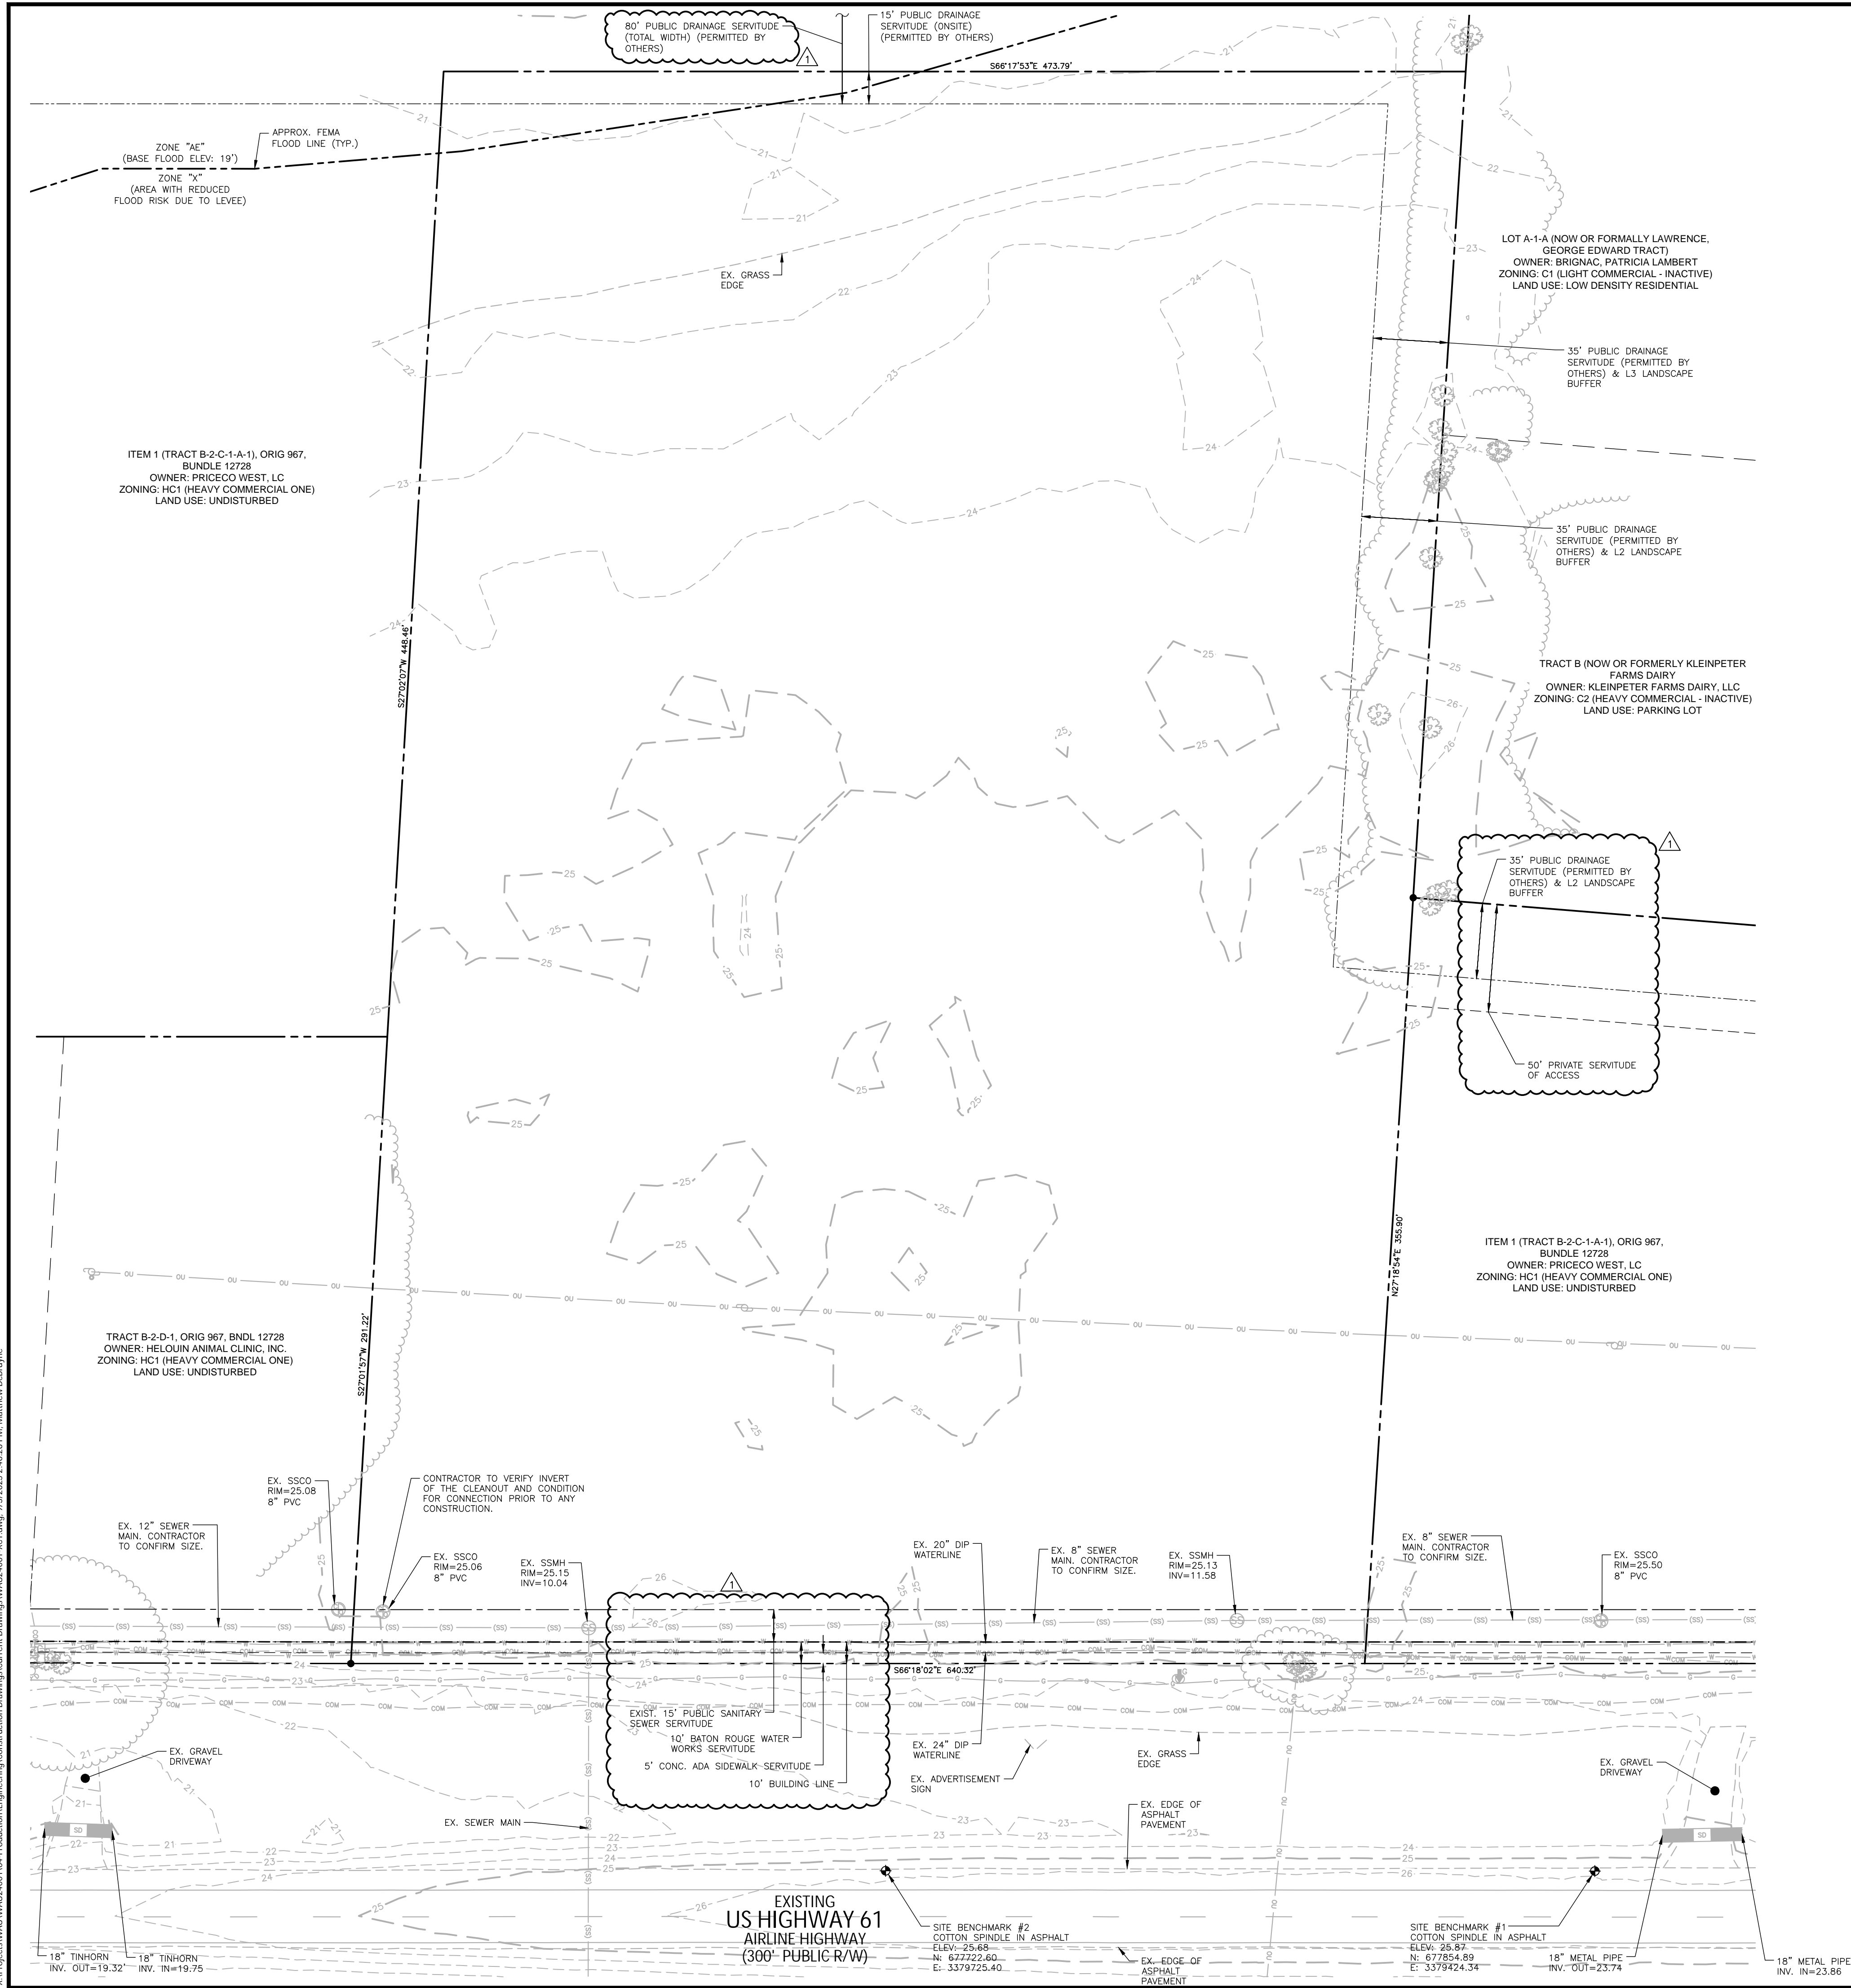 80' PUBLIC DRAINAGE SERVITUDE
(TOTAL WIDTH) (PERMITTED BY
OTHERS)
1
15' PUBLIC DRAINAGE
SERVITUDE (ONSITE)
(PERMITTED BY OTHERS)
S66°17'53"E 473.79'
ZONE "AE"
(BASE FLOOD ELEV: 19')
APPROX. FEMA
FLOOD LINE (TYP.)
ZONE "X"
(AREA WITH REDUCED
FLOOD RISK DUE TO LEVEE)
EX. GRASS
EDGE
LOT A-1-A (NOW OR FORMALLY LAWRENCE,
GEORGE EDWARD TRACT)
OWNER: BRIGNAC, PATRICIA LAMBERT
ZONING: C1 (LIGHT COMMERCIAL - INACTIVE)
LAND USE: LOW DENSITY RESIDENTIAL
35' PUBLIC DRAINAGE
SERVITUDE (PERMITTED BY
OTHERS) & L3 LANDSCAPE
BUFFER
ITEM 1 (TRACT B-2-C-1-A-1), ORIG 967,
BUNDLE 12728
OWNER: PRICECO WEST, LC
ZONING: HC1 (HEAVY COMMERCIAL ONE)
LAND USE: UNDISTURBED
35' PUBLIC DRAINAGE
SERVITUDE (PERMITTED BY
OTHERS) & L2 LANDSCAPE
BUFFER
S27°02'07"W 448.46'
TRACT B (NOW OR FORMERLY KLEINPETER
FARMS DAIRY
OWNER: KLEINPETER FARMS DAIRY, LLC
ZONING: C2 (HEAVY COMMERCIAL - INACTIVE)
LAND USE: PARKING LOT
1
35' PUBLIC DRAINAGE
SERVITUDE (PERMITTED BY
OTHERS) & L2 LANDSCAPE
BUFFER
50' PRIVATE SERVITUDE
OF ACCESS
N27°18'54"E 355.90'
ITEM 1 (TRACT B-2-C-1-A-1), ORIG 967,
BUNDLE 12728
OWNER: PRICECO WEST, LC
ZONING: HC1 (HEAVY COMMERCIAL ONE)
LAND USE: UNDISTURBED
TRACT B-2-D-1, ORIG 967, BNDL 12728
OWNER: HELOUIN ANIMAL CLINIC, INC.
ZONING: HC1 (HEAVY COMMERCIAL ONE)
LAND USE: UNDISTURBED
S27°01'57"W 291.22'
EX. SSCO
RIM=25.08
8" PVC
CONTRACTOR TO VERIFY INVERT
OF THE CLEANOUT AND CONDITION
FOR CONNECTION PRIOR TO ANY
CONSTRUCTION.
EX. 12" SEWER
MAIN. CONTRACTOR
TO CONFIRM SIZE.
EX. SSCO
RIM=25.06
8" PVC
EX. SSMH
RIM=25.15
INV=10.04
1
EX. 20" DIP
WATERLINE
EX. 8" SEWER
MAIN. CONTRACTOR
TO CONFIRM SIZE.
EX. SSMH
RIM=25.13
INV=11.58
EX. 8" SEWER
MAIN. CONTRACTOR
TO CONFIRM SIZE.
EX. SSCO
RIM=25.50
8" PVC
S66°18'02"E 640.32'
EXIST. 15' PUBLIC SANITARY
SEWER SERVITUDE
10' BATON ROUGE WATER
WORKS SERVITUDE
5' CONC. ADA SIDEWALK SERVITUDE
10' BUILDING LINE
EX. 24" DIP
WATERLINE
EX. ADVERTISEMENT
SIGN
EX. GRASS
EDGE
EX. GRAVEL
DRIVEWAY
EX. GRAVEL
DRIVEWAY
EX. SEWER MAIN
EX. EDGE OF
ASPHALT
PAVEMENT
SD
SD
EXISTING
US HIGHWAY 61
AIRLINE HIGHWAY
(300' PUBLIC R/W)
SITE BENCHMARK #2
COTTON SPINDLE IN ASPHALT
ELEV: 25.68
N: 677722.60
E: 3379725.40
EX. EDGE OF
ASPHALT
PAVEMENT
SITE BENCHMARK #1
COTTON SPINDLE IN ASPHALT
ELEV: 25.87
N: 677854.89
E: 3379424.34
18" TINHORN
INV. OUT=19.32'
18" TINHORN
INV. IN=19.75
18" METAL PIPE
INV. OUT=23.74
18" METAL PIPE
INV. IN=23.86